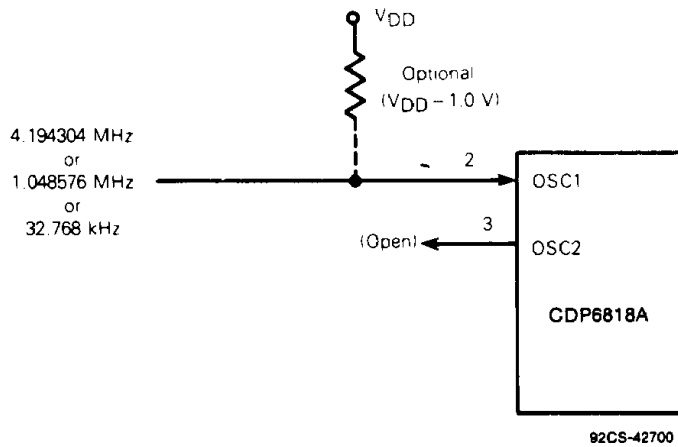 VDD
Optional
(VDD – 1.0 V)
4.194304 MHz
or
1.048576 MHz
or
32.768 kHz
2
OSC1
(Open)
3
OSC2
CDP6818A
92CS-42700